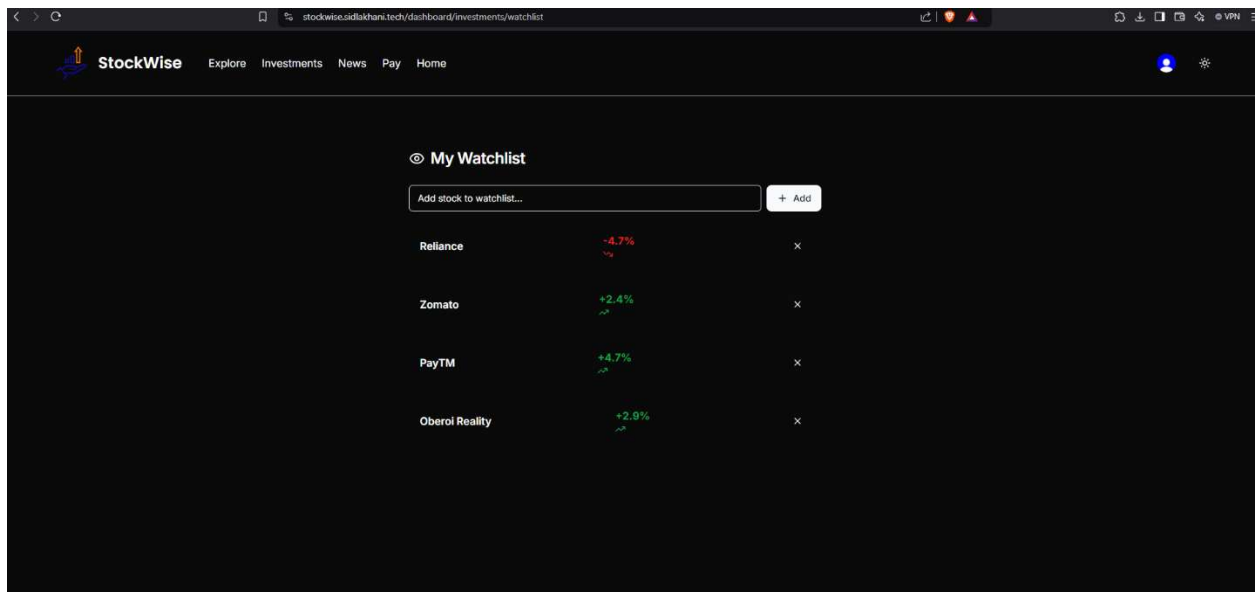 stockwise.sidlakhani.tech/dashboard/investments/watchlist
VPN
StockWise Explore Investments News Pay Home
My Watchlist
Add stock to watchlist...
+ Add
Reliance -4.7% ×
Zomato +2.4% ×
PayTM +4.7% ×
Oberoi Reality +2.9% ×